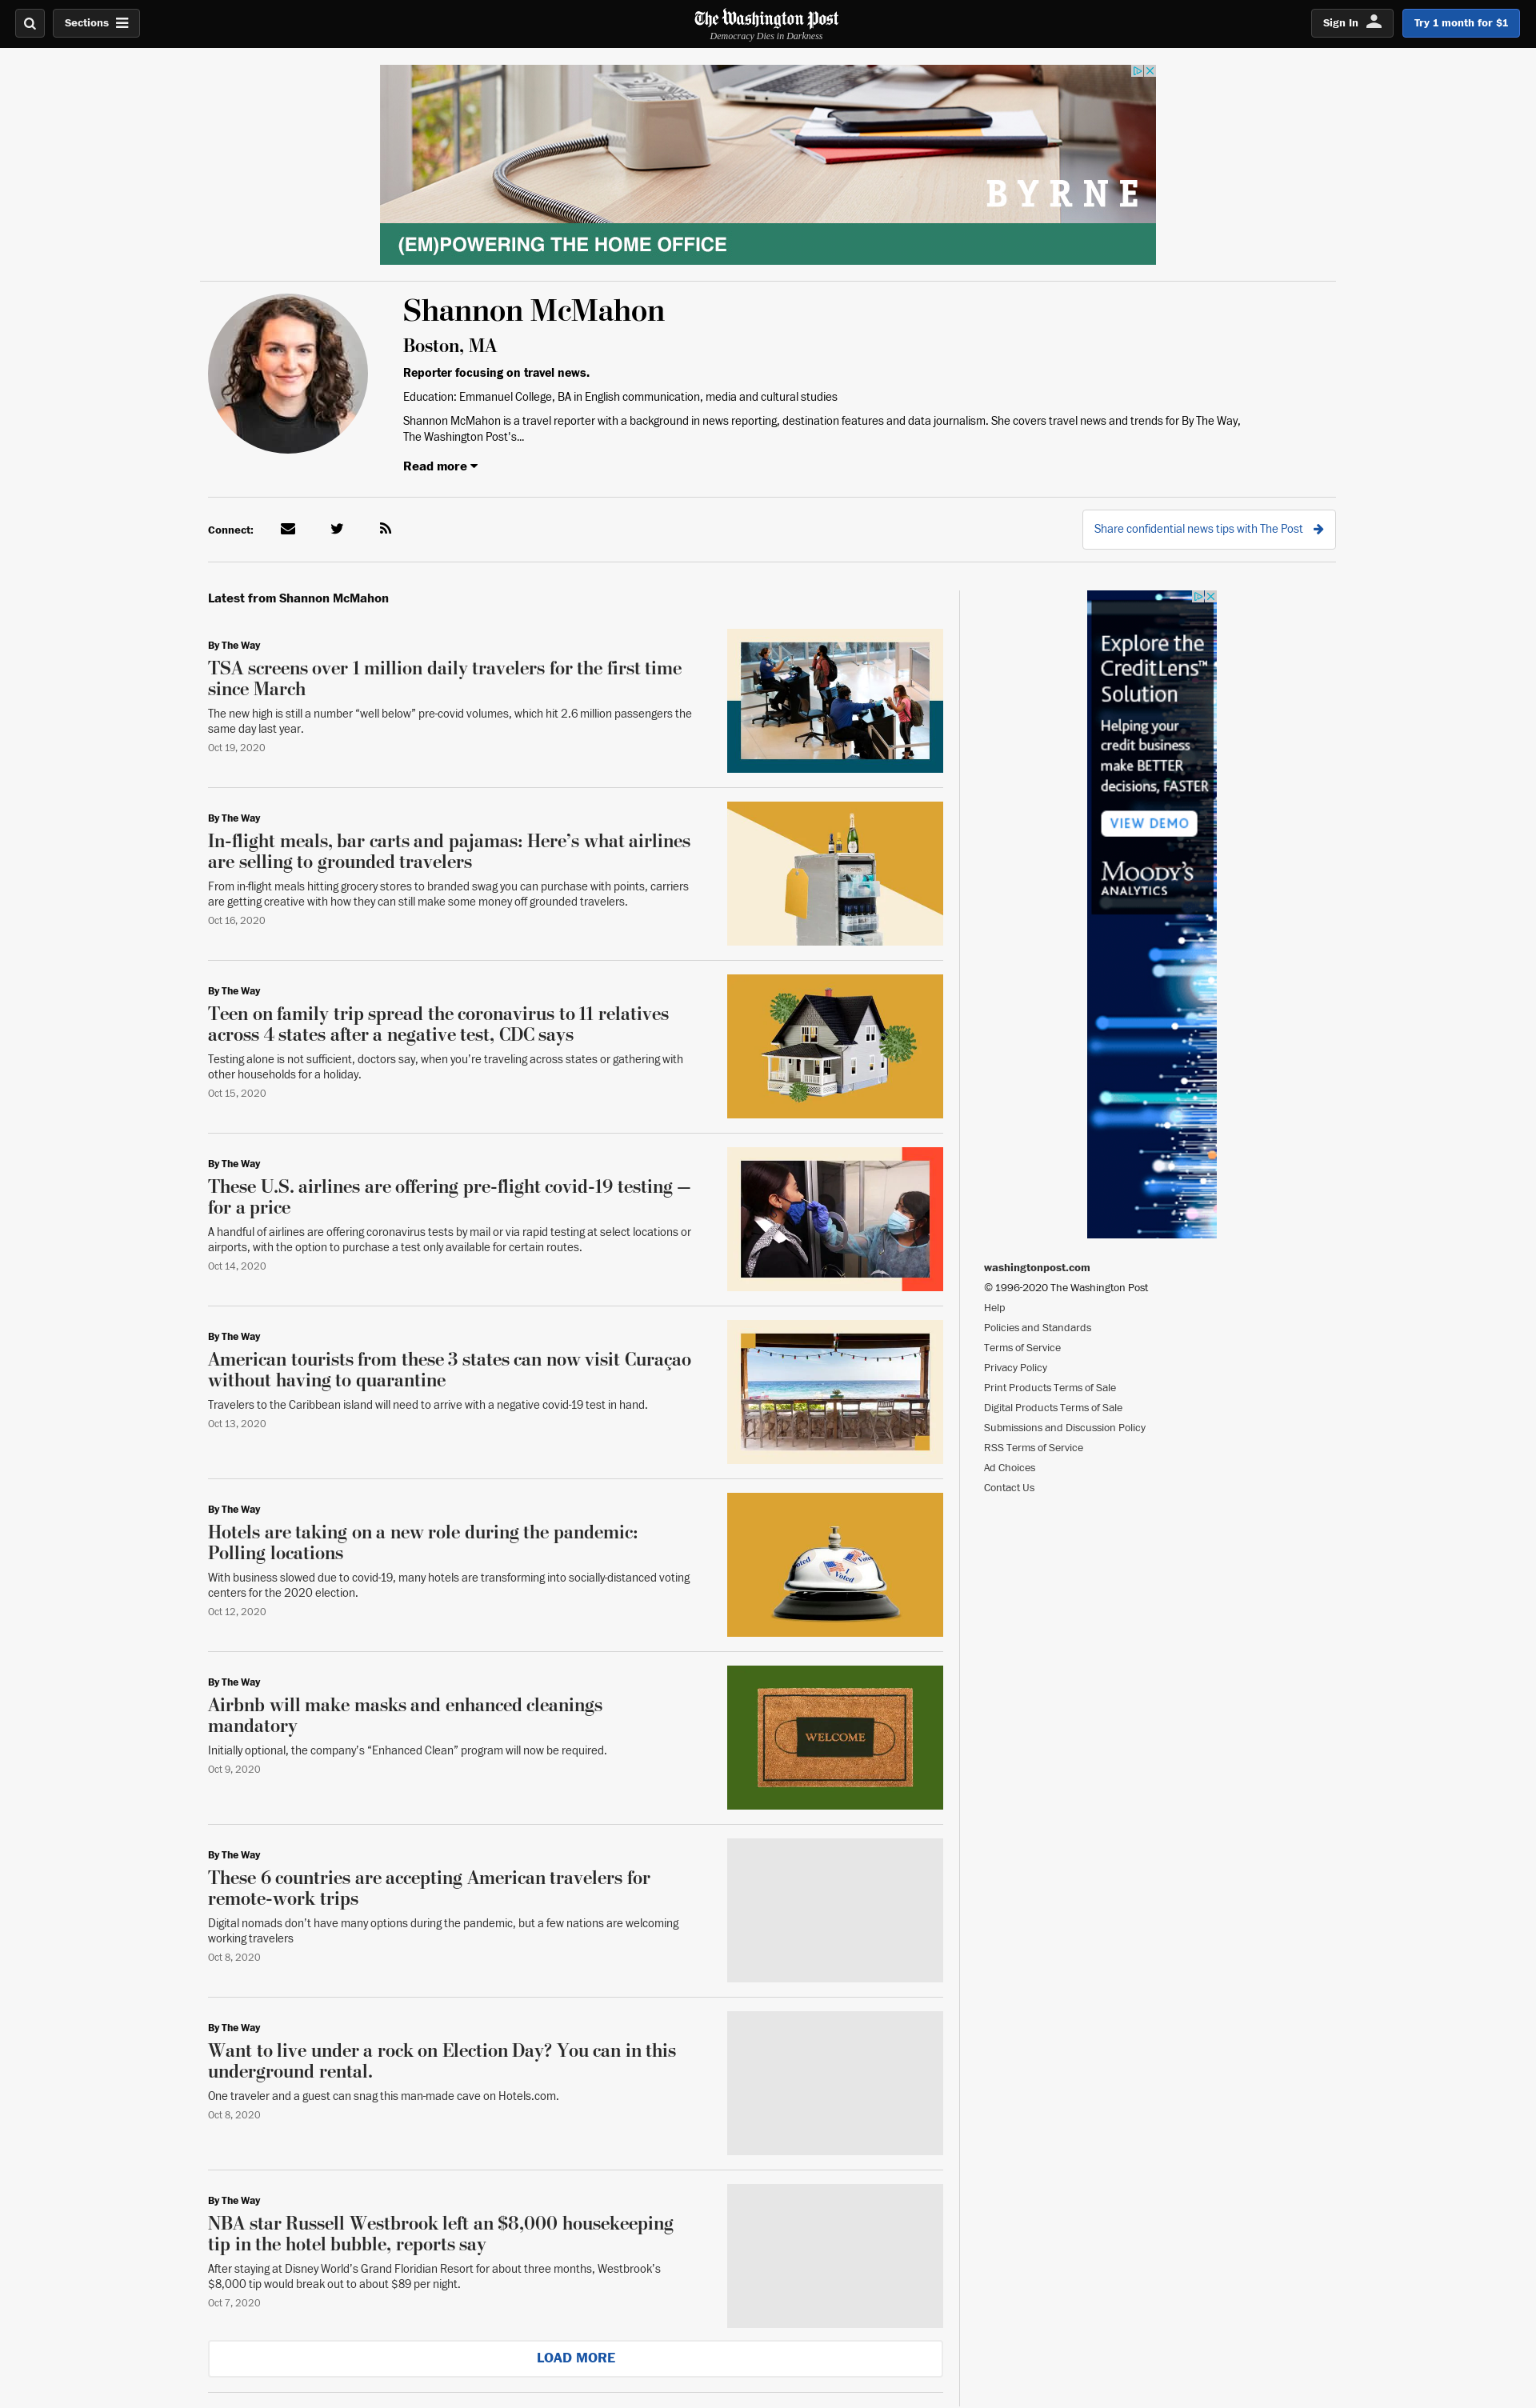 Sections
The Washington Post
Democracy Dies in Darkness
Sign In
Try 1 month for $1
BYRNE
(EM)POWERING THE HOME OFFICE
Shannon McMahon
Boston, MA
Reporter focusing on travel news.
Education: Emmanuel College, BA in English communication, media and cultural studies
Shannon McMahon is a travel reporter with a background in news reporting, destination features and data journalism. She covers travel news and trends for By The Way,
The Washington Post's...
Read more
Connect:
Share confidential news tips with The Post
Latest from Shannon McMahon
By The Way
TSA screens over 1 million daily travelers for the first time
since March
The new high is still a number “well below” pre-covid volumes, which hit 2.6 million passengers the
same day last year.
Oct 19, 2020
By The Way
In-flight meals, bar carts and pajamas: Here’s what airlines
are selling to grounded travelers
From in-flight meals hitting grocery stores to branded swag you can purchase with points, carriers
are getting creative with how they can still make some money off grounded travelers.
Oct 16, 2020
By The Way
Teen on family trip spread the coronavirus to 11 relatives
across 4 states after a negative test, CDC says
Testing alone is not sufficient, doctors say, when you’re traveling across states or gathering with
other households for a holiday.
Oct 15, 2020
By The Way
These U.S. airlines are offering pre-flight covid-19 testing —
for a price
A handful of airlines are offering coronavirus tests by mail or via rapid testing at select locations or
airports, with the option to purchase a test only available for certain routes.
Oct 14, 2020
By The Way
American tourists from these 3 states can now visit Curaçao
without having to quarantine
Travelers to the Caribbean island will need to arrive with a negative covid-19 test in hand.
Oct 13, 2020
By The Way
Hotels are taking on a new role during the pandemic:
Polling locations
With business slowed due to covid-19, many hotels are transforming into socially-distanced voting
centers for the 2020 election.
Oct 12, 2020
I Voted
By The Way
Airbnb will make masks and enhanced cleanings
mandatory
Initially optional, the company’s “Enhanced Clean” program will now be required.
Oct 9, 2020
WELCOME
By The Way
These 6 countries are accepting American travelers for
remote-work trips
Digital nomads don’t have many options during the pandemic, but a few nations are welcoming
working travelers
Oct 8, 2020
By The Way
Want to live under a rock on Election Day? You can in this
underground rental.
One traveler and a guest can snag this man-made cave on Hotels.com.
Oct 8, 2020
By The Way
NBA star Russell Westbrook left an $8,000 housekeeping
tip in the hotel bubble, reports say
After staying at Disney World’s Grand Floridian Resort for about three months, Westbrook’s
$8,000 tip would break out to about $89 per night.
Oct 7, 2020
LOAD MORE
Explore the
CreditLens™
Solution
Helping your
credit business
make BETTER
decisions, FASTER
VIEW DEMO
MOODY’S
ANALYTICS
washingtonpost.com
© 1996-2020 The Washington Post
Help
Policies and Standards
Terms of Service
Privacy Policy
Print Products Terms of Sale
Digital Products Terms of Sale
Submissions and Discussion Policy
RSS Terms of Service
Ad Choices
Contact Us